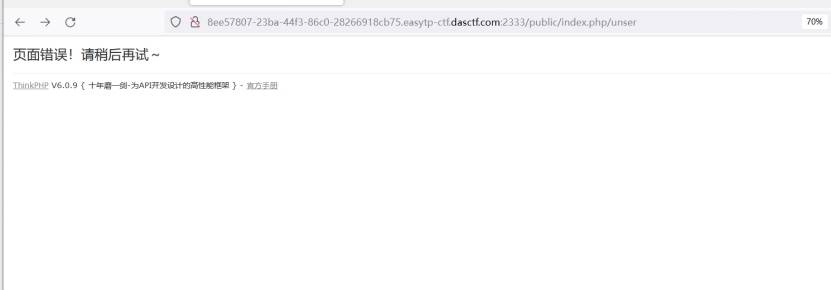 8ee57807-23ba-44f3-86c0-28266918cb75.easytp-ctf.dasctf.com:2333/public/index.php/unser
70%
页面错误！请稍后再试～
ThinkPHP V6.0.9 { 十年磨一剑-为API开发设计的高性能框架 } - 官方手册